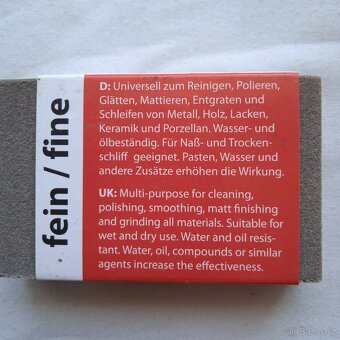 fein / fine
D: Universell zum Reinigen, Polieren,
Glätten, Mattieren, Entgraten und
Schleifen von Metall, Holz, Lacken,
Keramik und Porzellan. Wasser- und
ölbeständig. Für Naß- und Trocken-
schliff geeignet. Pasten, Wasser und
andere Zusätze erhöhen die Wirkung.
UK: Multi-purpose for cleaning,
polishing, smoothing, matt finishing
and grinding all materials. Suitable for
wet and dry use. Water and oil resis-
tant. Water, oil, compounds or similar
agents increase the effectiveness.